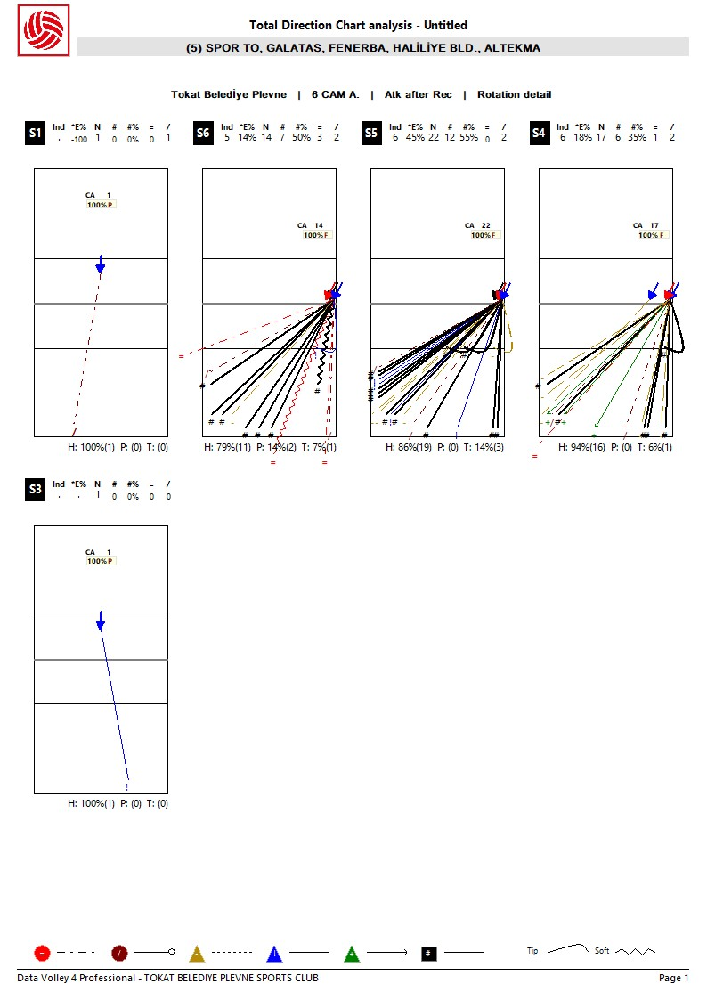 Total Direction Chart analysis - Untitled
(5) SPOR TO, GALATAS, FENERBA, HALİLİYE BLD., ALTEKMA
Tokat Belediye Plevne | 6 CAM A. | Atk after Rec | Rotation detail
S1 Ind *E% N # #% = /
. -100 1 0 0% 0 1
S6 Ind *E% N # #% = /
5 14% 14 7 50% 3 2
S5 Ind *E% N # #% = /
6 45% 22 12 55% 0 2
S4 Ind *E% N # #% = /
6 18% 17 6 35% 1 2
CA 1
100% P
CA 14
100% F
CA 22
100% F
CA 17
100% F
H: 100%(1) P: (0) T: (0)
H: 79%(11) P: 14%(2) T: 7%(1)
H: 86%(19) P: (0) T: 14%(3)
H: 94%(16) P: (0) T: 6%(1)
S3 Ind *E% N # #% = /
. . 1 0 0% 0 0
CA 1
100% P
H: 100%(1) P: (0) T: (0)
= / ! + # Tip Soft
Data Volley 4 Professional - TOKAT BELEDIYE PLEVNE SPORTS CLUB Page 1